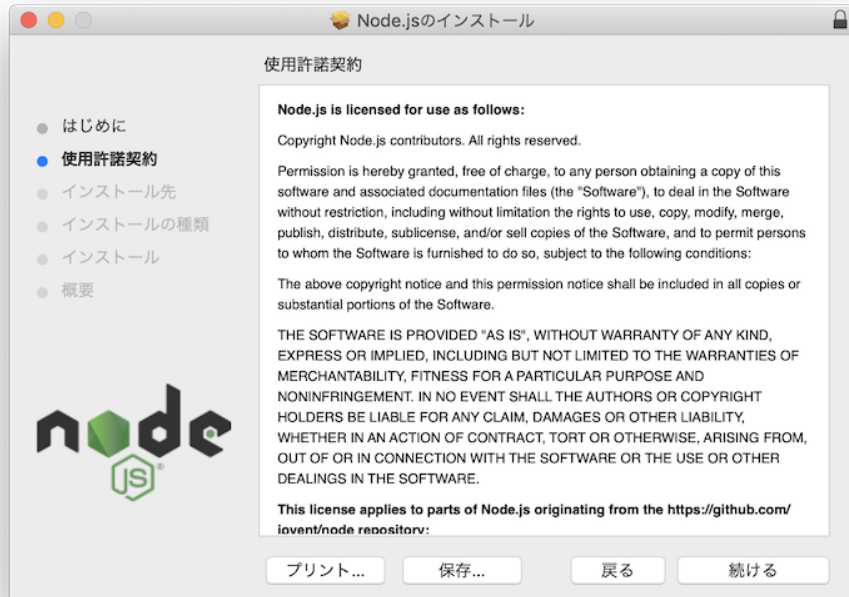 Node.jsのインストール
使用許諾契約
はじめに
使用許諾契約
インストール先
インストールの種類
インストール
概要
node
JS®
Node.js is licensed for use as follows:
Copyright Node.js contributors. All rights reserved.
Permission is hereby granted, free of charge, to any person obtaining a copy of this
software and associated documentation files (the "Software"), to deal in the Software
without restriction, including without limitation the rights to use, copy, modify, merge,
publish, distribute, sublicense, and/or sell copies of the Software, and to permit persons
to whom the Software is furnished to do so, subject to the following conditions:
The above copyright notice and this permission notice shall be included in all copies or
substantial portions of the Software.
THE SOFTWARE IS PROVIDED "AS IS", WITHOUT WARRANTY OF ANY KIND,
EXPRESS OR IMPLIED, INCLUDING BUT NOT LIMITED TO THE WARRANTIES OF
MERCHANTABILITY, FITNESS FOR A PARTICULAR PURPOSE AND
NONINFRINGEMENT. IN NO EVENT SHALL THE AUTHORS OR COPYRIGHT
HOLDERS BE LIABLE FOR ANY CLAIM, DAMAGES OR OTHER LIABILITY,
WHETHER IN AN ACTION OF CONTRACT, TORT OR OTHERWISE, ARISING FROM,
OUT OF OR IN CONNECTION WITH THE SOFTWARE OR THE USE OR OTHER
DEALINGS IN THE SOFTWARE.
This license applies to parts of Node.js originating from the https://github.com/
joyent/node repository:
プリント...
保存...
戻る
続ける